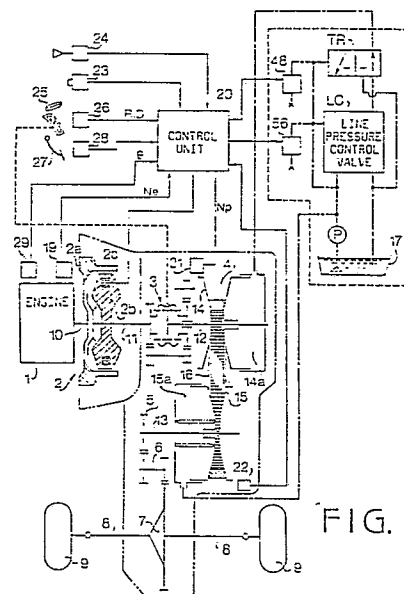 24
23
25
26
27
28
CONTROL
UNIT
20
48
56
TR
LC
LINE
PRESSURE
CONTROL
VALVE
P
17
θ
Ne
Np
29
19
2a
2c
21
4
3
14
ENGINE
10
2b
11
12
14a
1
2
16
15a
15
5
13
6
22
8
7
9
9
FIG.